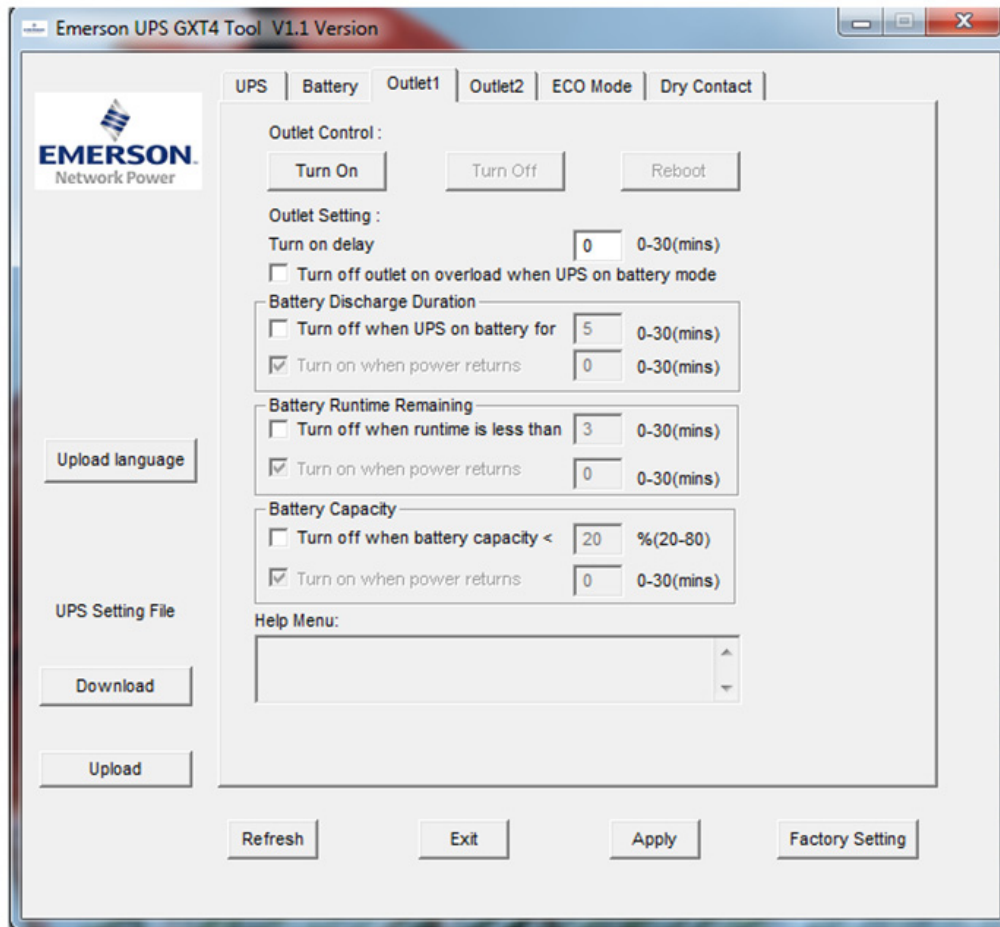 Emerson UPS GXT4 Tool V1.1 Version
UPS Battery Outlet1 Outlet2 ECO Mode Dry Contact
EMERSON.
Network Power
Outlet Control :
Turn On Turn Off Reboot
Outlet Setting :
Turn on delay 0 0-30(mins)
Turn off outlet on overload when UPS on battery mode
Battery Discharge Duration
Turn off when UPS on battery for 5 0-30(mins)
Turn on when power returns 0 0-30(mins)
Battery Runtime Remaining
Turn off when runtime is less than 3 0-30(mins)
Turn on when power returns 0 0-30(mins)
Battery Capacity
Turn off when battery capacity < 20 %(20-80)
Turn on when power returns 0 0-30(mins)
Help Menu:
Upload language
UPS Setting File
Download
Upload
Refresh Exit Apply Factory Setting